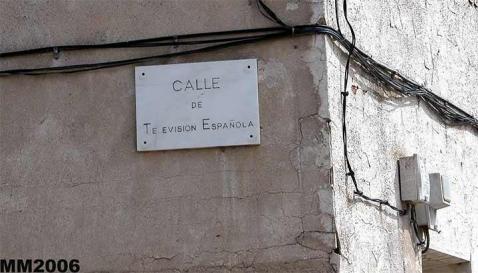 CALLE
DE
TE EVISION ESPAÑOLA
MM2006